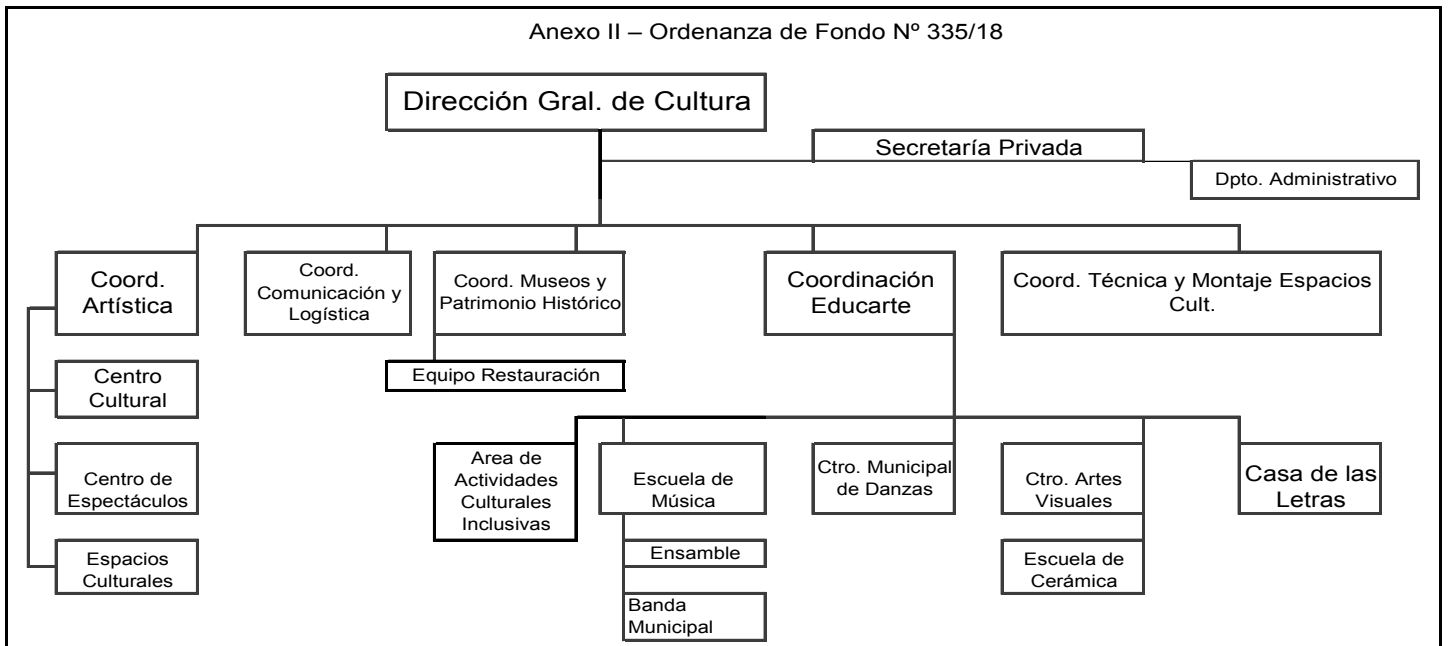 Anexo II – Ordenanza de Fondo Nº 335/18
Dirección Gral. de Cultura
Secretaría Privada
Dpto. Administrativo
Coord.
Artística
Coord.
Comunicación y
Logística
Coord. Museos y
Patrimonio Histórico
Coordinación
Educarte
Coord. Técnica y Montaje Espacios
Cult.
Equipo Restauración
Centro
Cultural
Centro de
Espectáculos
Espacios
Culturales
Area de
Actividades
Culturales
Inclusivas
Escuela de
Música
Ctro. Municipal
de Danzas
Ctro. Artes
Visuales
Casa de las
Letras
Ensamble
Banda
Municipal
Escuela de
Cerámica